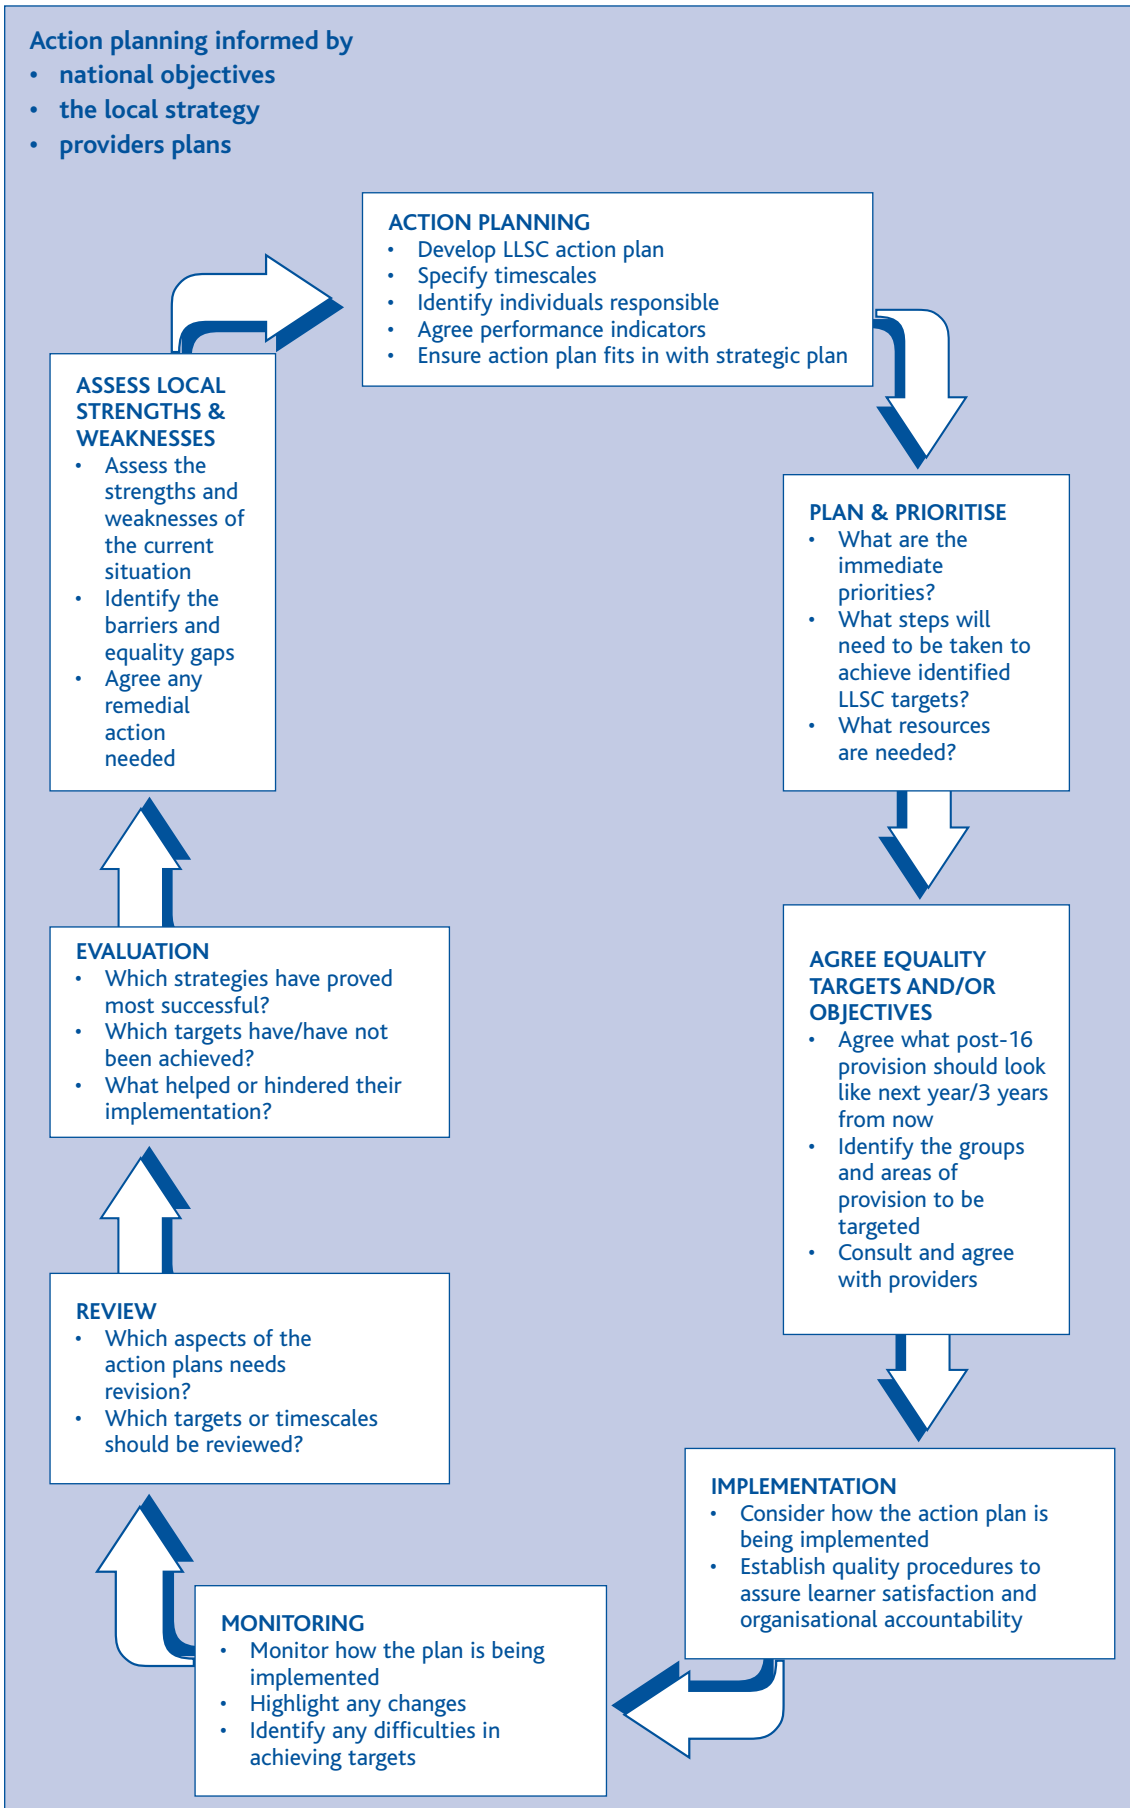 Action planning informed by
• national objectives
• the local strategy
• providers plans
ACTION PLANNING
• Develop LLSC action plan
• Specify timescales
• Identify individuals responsible
• Agree performance indicators
• Ensure action plan fits in with strategic plan
ASSESS LOCAL
STRENGTHS &
WEAKNESSES
• Assess the
strengths and
weaknesses of
the current
situation
• Identify the
barriers and
equality gaps
• Agree any
remedial
action
needed
PLAN & PRIORITISE
• What are the
immediate
priorities?
• What steps will
need to be taken to
achieve identified
LLSC targets?
• What resources
are needed?
EVALUATION
• Which strategies have proved
most successful?
• Which targets have/have not
been achieved?
• What helped or hindered their
implementation?
AGREE EQUALITY
TARGETS AND/OR
OBJECTIVES
• Agree what post-16
provision should look
like next year/3 years
from now
• Identify the groups
and areas of
provision to be
targeted
• Consult and agree
with providers
REVIEW
• Which aspects of the
action plans needs
revision?
• Which targets or timescales
should be reviewed?
IMPLEMENTATION
• Consider how the action plan is
being implemented
• Establish quality procedures to
assure learner satisfaction and
organisational accountability
MONITORING
• Monitor how the plan is being
implemented
• Highlight any changes
• Identify any difficulties in
achieving targets